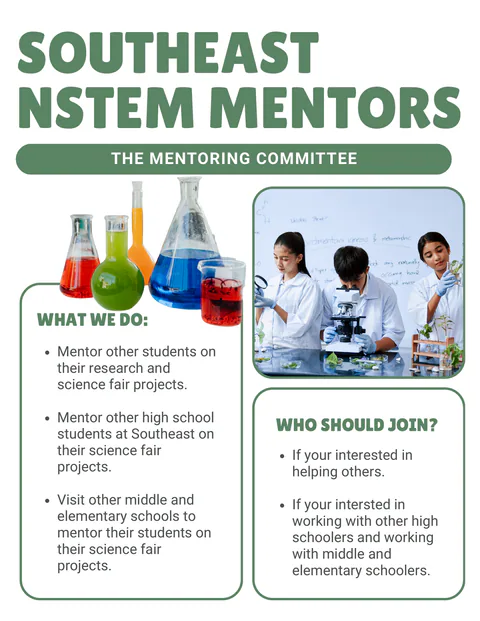 SOUTHEAST
NSTEM MENTORS
THE MENTORING COMMITTEE
WHAT WE DO:
• Mentor other students on
their research and
science fair projects.
• Mentor other high school
students at Southeast on
their science fair
projects.
• Visit other middle and
elementary schools to
mentor their students on
their science fair
projects.
WHO SHOULD JOIN?
• If your interested in
helping others.
• If your intersted in
working with other high
schoolers and working
with middle and
elementary schoolers.